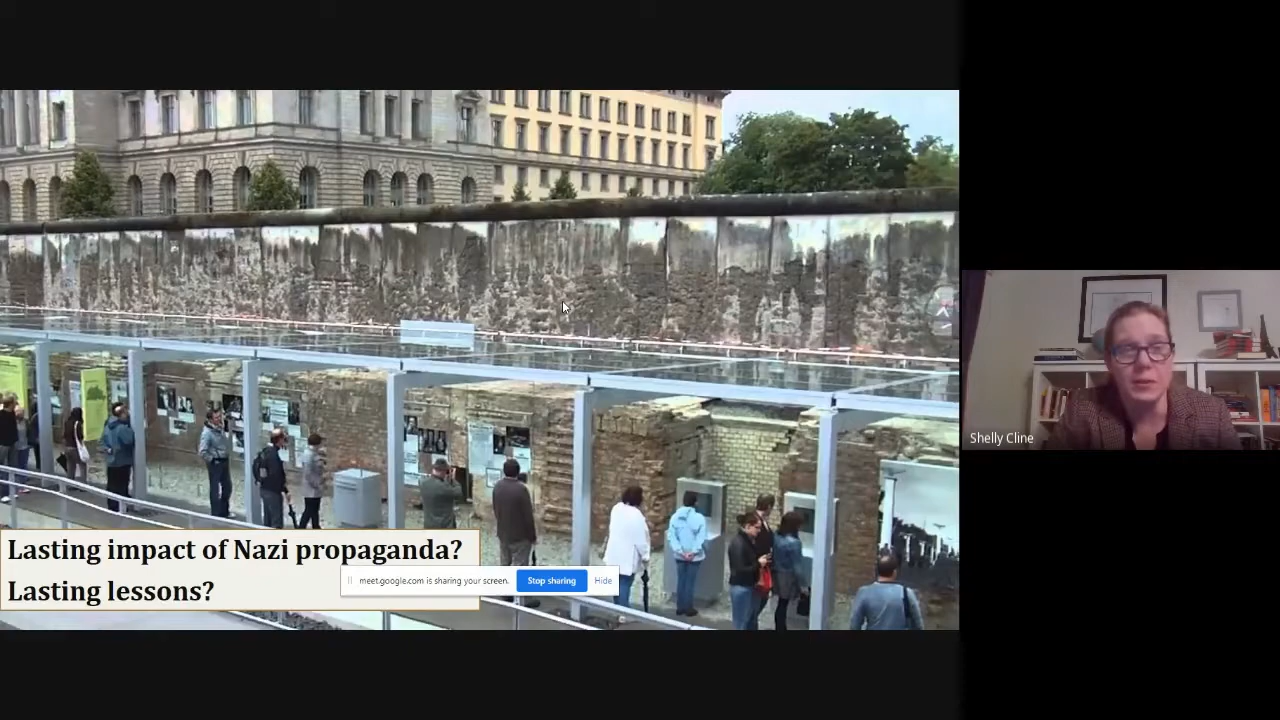 Lasting impact of Nazi propaganda?
Lasting lessons?
meet.google.com is sharing your screen.
Stop sharing
Hide
Shelly Cline